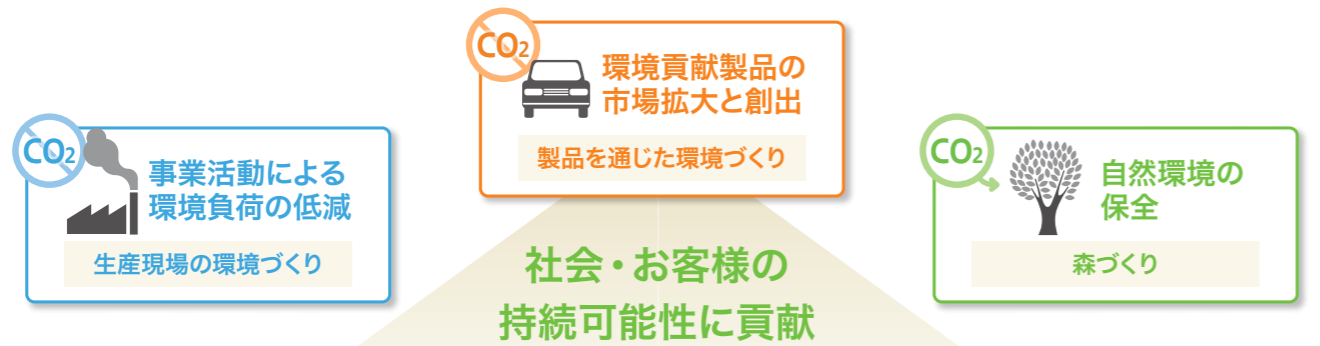 CO2
環境貢献製品の
市場拡大と創出
製品を通じた環境づくり
CO2
事業活動による
環境負荷の低減
生産現場の環境づくり
CO2
自然環境の
保全
森づくり
社会・お客様の
持続可能性に貢献